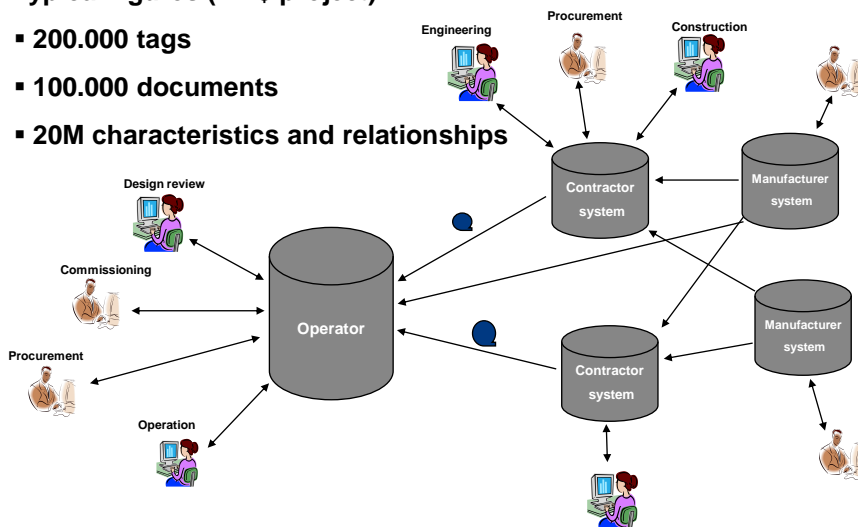 ▪ 200.000 tags
▪ 100.000 documents
▪ 20M characteristics and relationships
Engineering
Procurement
Construction
Contractor
system
Manufacturer
system
Design review
Commissioning
Procurement
Operation
Operator
Contractor
system
Manufacturer
system